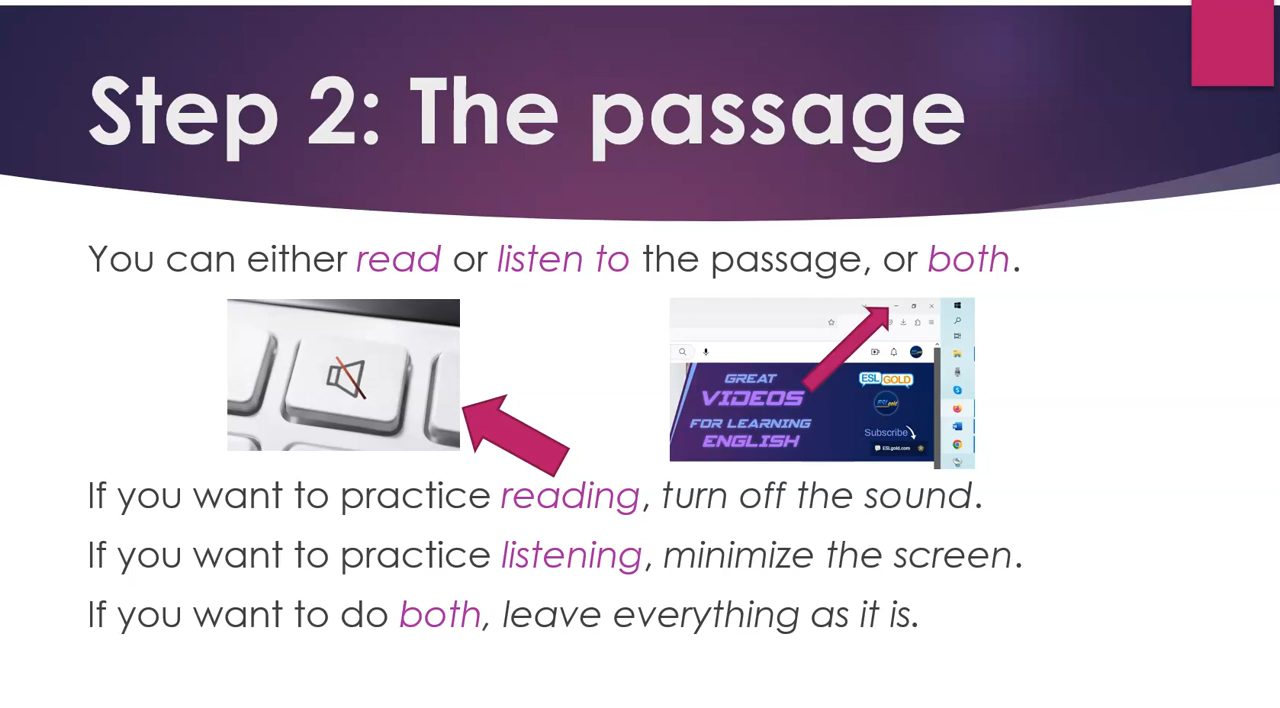 Step 2: The passage
You can either read or listen to the passage, or both.
GREAT
VIDEOS
FOR LEARNING
ENGLISH
ESL GOLD
ESLgold
Subscribe
ESLgold.com
If you want to practice reading, turn off the sound.
If you want to practice listening, minimize the screen.
If you want to do both, leave everything as it is.